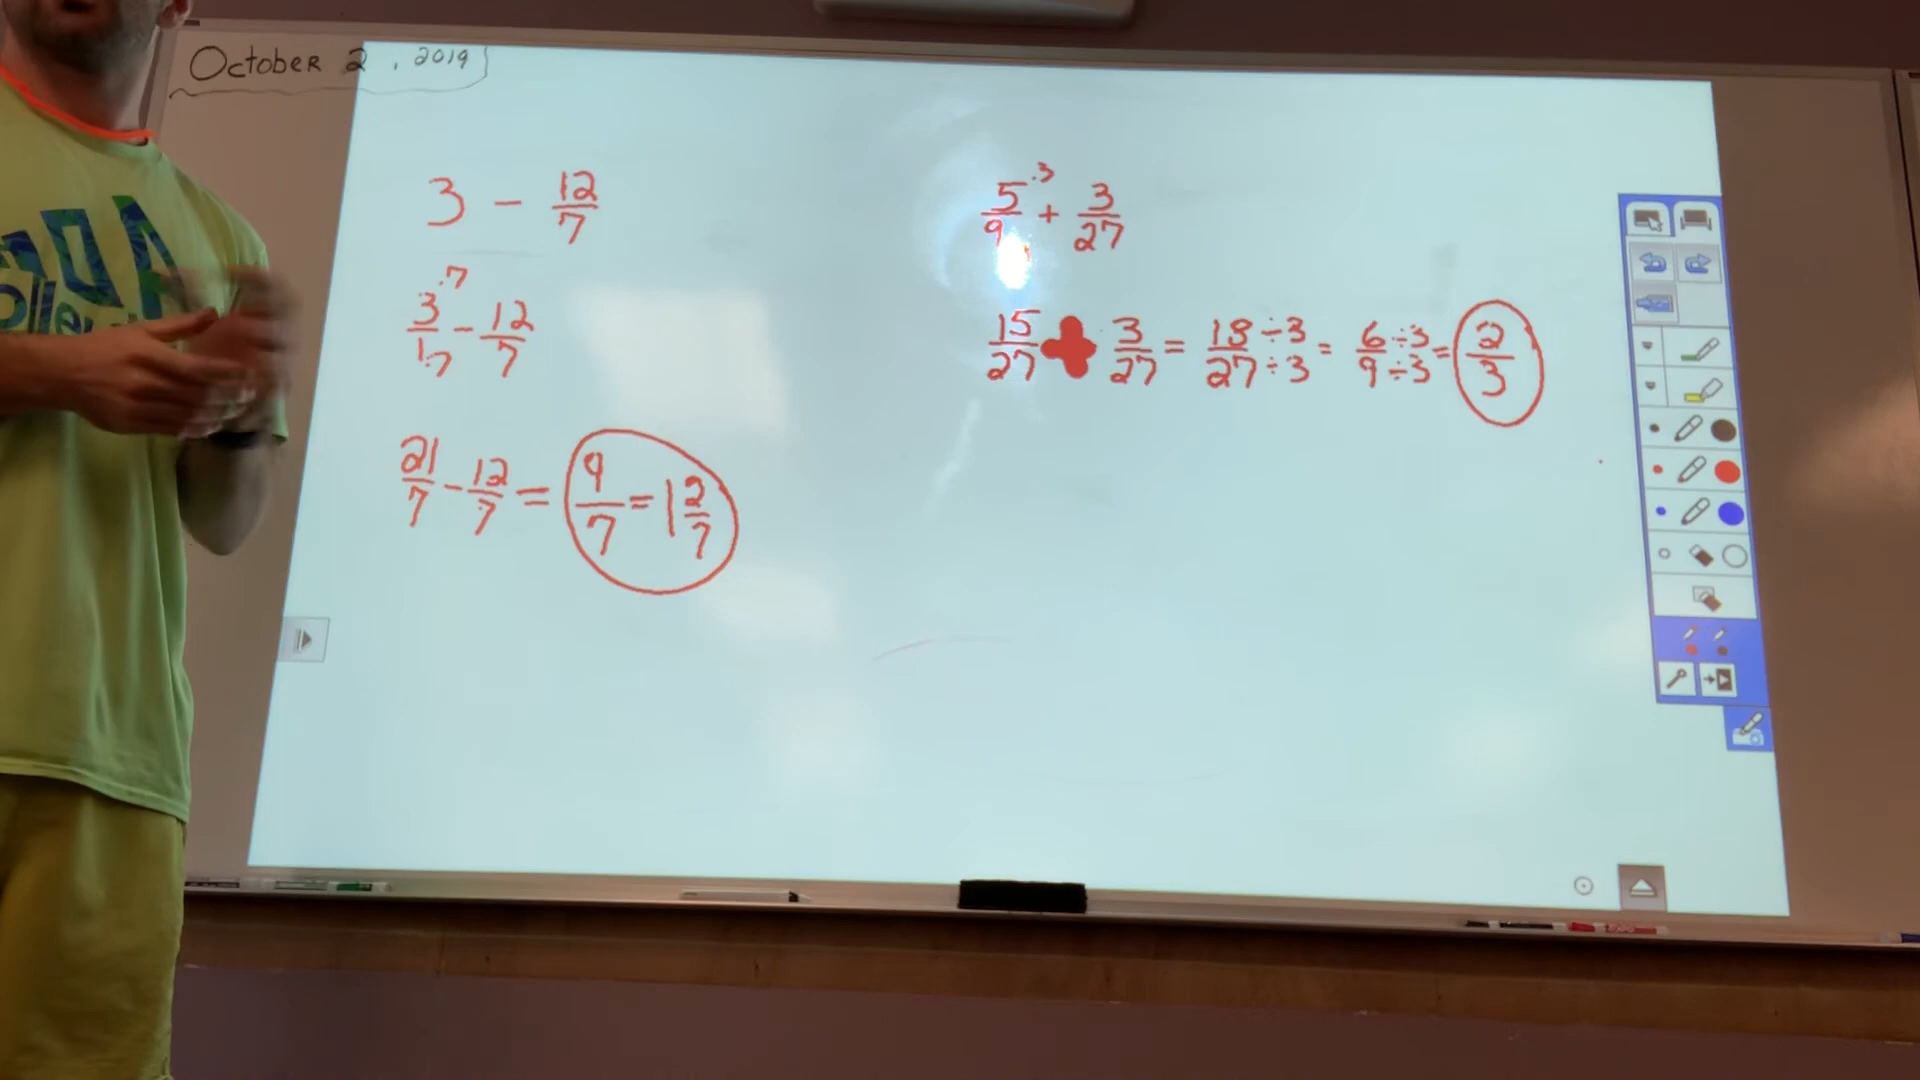 October 2, 2019
3 - 12/7
3·7/1·7 - 12/7
21/7 - 12/7 = 9/7 = 1 2/7
5·3/9 + 3/27
15/27 + 3/27 = 18÷3/27÷3 = 6÷3/9÷3 = 2/3